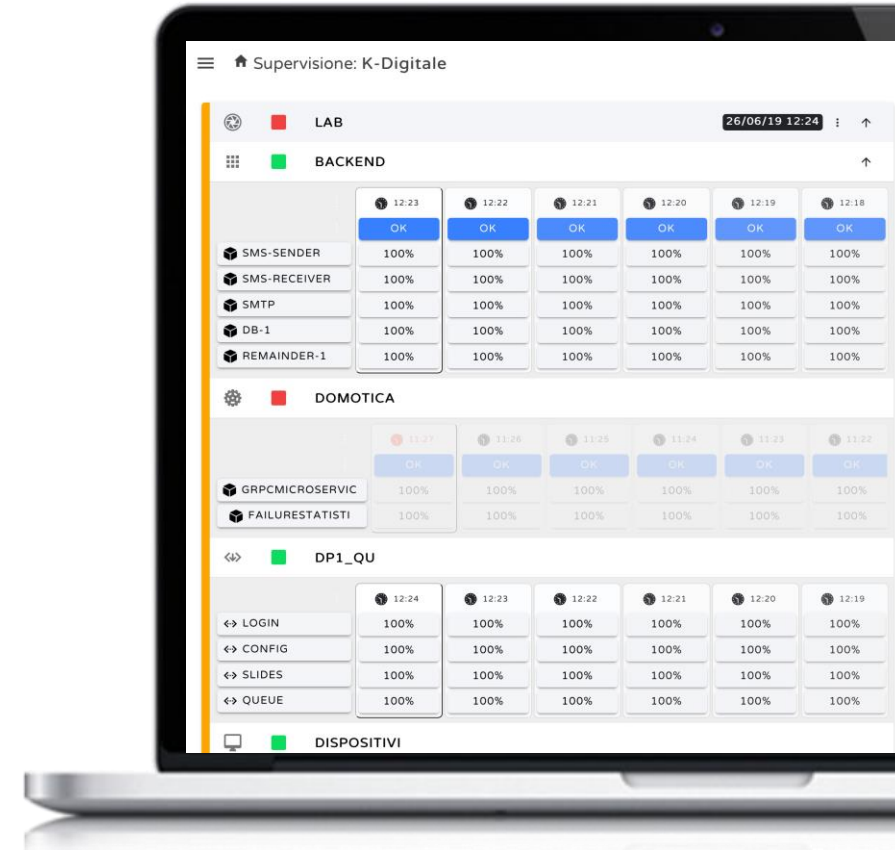 Supervisione: K-Digitale
LAB 26/06/19 12:24
BACKEND
12:23 12:22 12:21 12:20 12:19 12:18
OK OK OK OK OK OK
SMS-SENDER 100% 100% 100% 100% 100% 100%
SMS-RECEIVER 100% 100% 100% 100% 100% 100%
SMTP 100% 100% 100% 100% 100% 100%
DB-1 100% 100% 100% 100% 100% 100%
REMAINDER-1 100% 100% 100% 100% 100% 100%
DOMOTICA
11:27 11:26 11:25 11:24 11:23 11:22
OK OK OK OK OK OK
GRPCMICROSERVIC 100% 100% 100% 100% 100% 100%
FAILURESTATISTI 100% 100% 100% 100% 100% 100%
DP1_QU
12:24 12:23 12:22 12:21 12:20 12:19
LOGIN 100% 100% 100% 100% 100% 100%
CONFIG 100% 100% 100% 100% 100% 100%
SLIDES 100% 100% 100% 100% 100% 100%
QUEUE 100% 100% 100% 100% 100% 100%
DISPOSITIVI